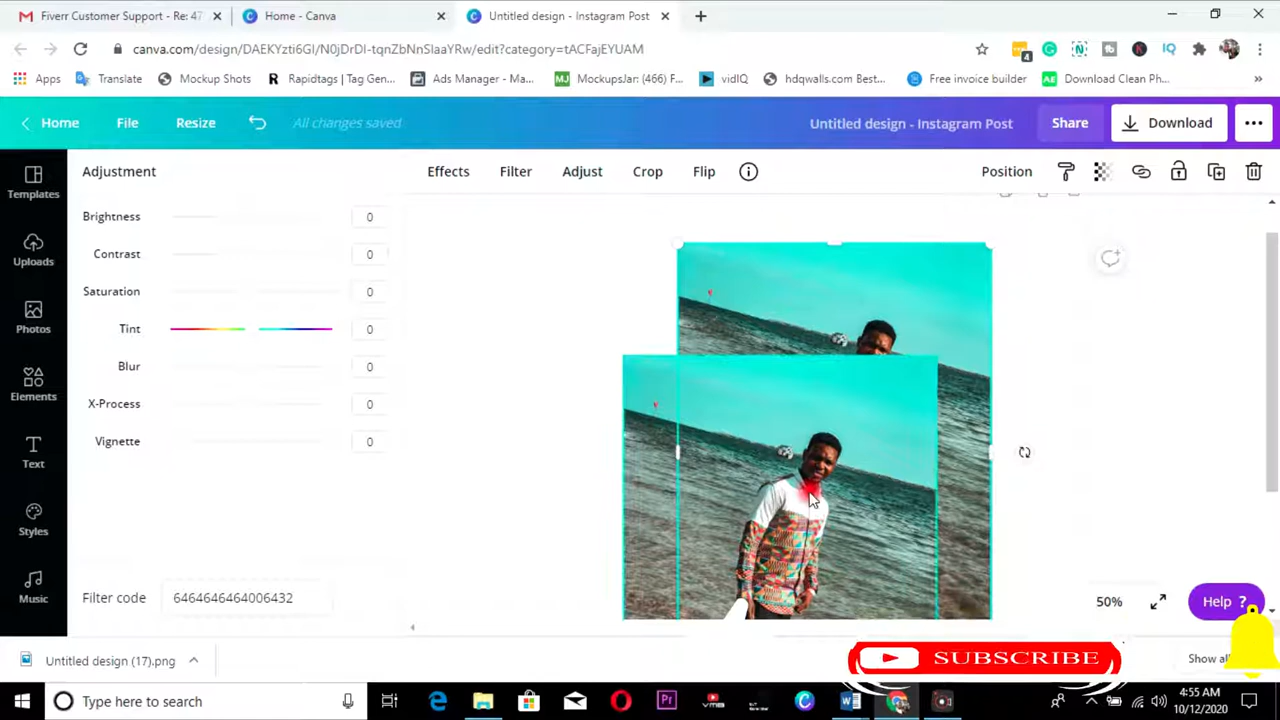 Fiverr Customer Support - Re: 47
Home - Canva
Untitled design - Instagram Post
canva.com/design/DAEKYzti6GI/N0jDrDI-tqnZbNnSlaaYRw/edit?category=tACFajEYUAM
4
IQ
Apps
Translate
Mockup Shots
Rapidtags | Tag Gen...
Ads Manager - Ma...
MockupsJar: (466) F...
vidIQ
hdqwalls.com Best...
Free invoice builder
Download Clean Ph...
Home
File
Resize
All changes saved
Untitled design - Instagram Post
Share
Download
Templates
Uploads
Photos
Elements
Text
Styles
Music
Adjustment
Brightness 0
Contrast 0
Saturation 0
Tint 0
Blur 0
X-Process 0
Vignette 0
Filter code 6464646464006432
Effects
Filter
Adjust
Crop
Flip
Position
50%
Help ?
Untitled design (17).png
SUBSCRIBE
Type here to search
4:55 AM
10/12/2020